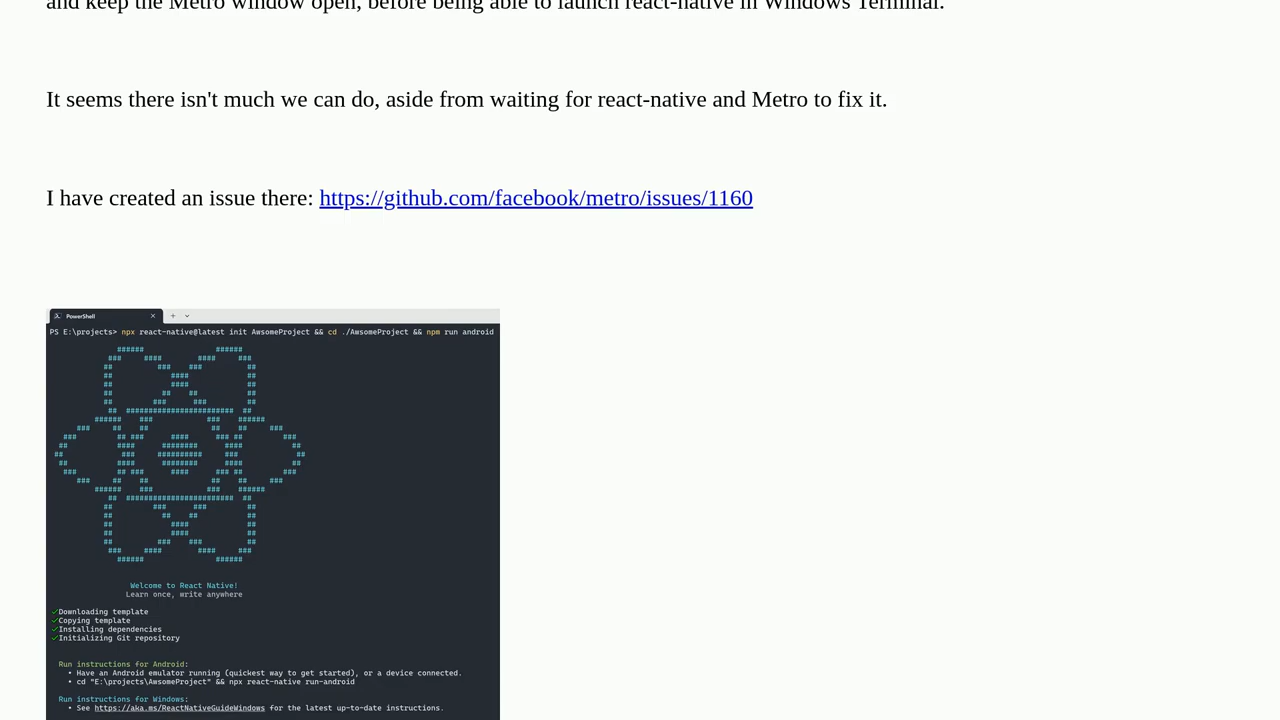 and keep the Metro window open, before being able to launch react-native in Windows Terminal.
It seems there isn't much we can do, aside from waiting for react-native and Metro to fix it.
I have created an issue there: https://github.com/facebook/metro/issues/1160
PowerShell
PS E:\projects> npx react-native@latest init AwsomeProject && cd ./AwsomeProject && npm run android
Welcome to React Native!
Learn once, write anywhere
✓Downloading template
✓Copying template
✓Installing dependencies
✓Initializing Git repository
Run instructions for Android:
• Have an Android emulator running (quickest way to get started), or a device connected.
• cd "E:\projects\AwsomeProject" && npx react-native run-android
Run instructions for Windows:
• See https://aka.ms/ReactNativeGuideWindows for the latest up-to-date instructions.